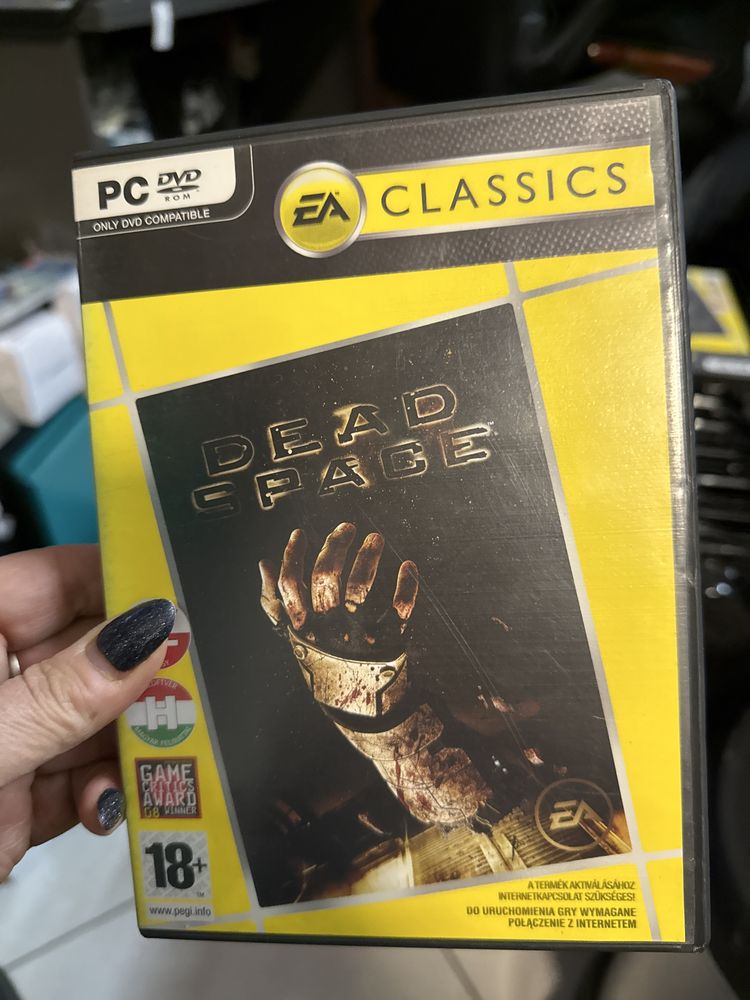 PC DVD
ROM
ONLY DVD COMPATIBLE
EA CLASSICS
DEAD
SPACE™
H
GAME
CRITICS
AWARD
08 WINNER
18+
www.pegi.info
EA
A TERMÉK AKTIVÁLÁSÁHOZ
INTERNETKAPCSOLAT SZÜKSÉGES!
DO URUCHOMIENIA GRY WYMAGANE
POŁĄCZENIE Z INTERNETEM